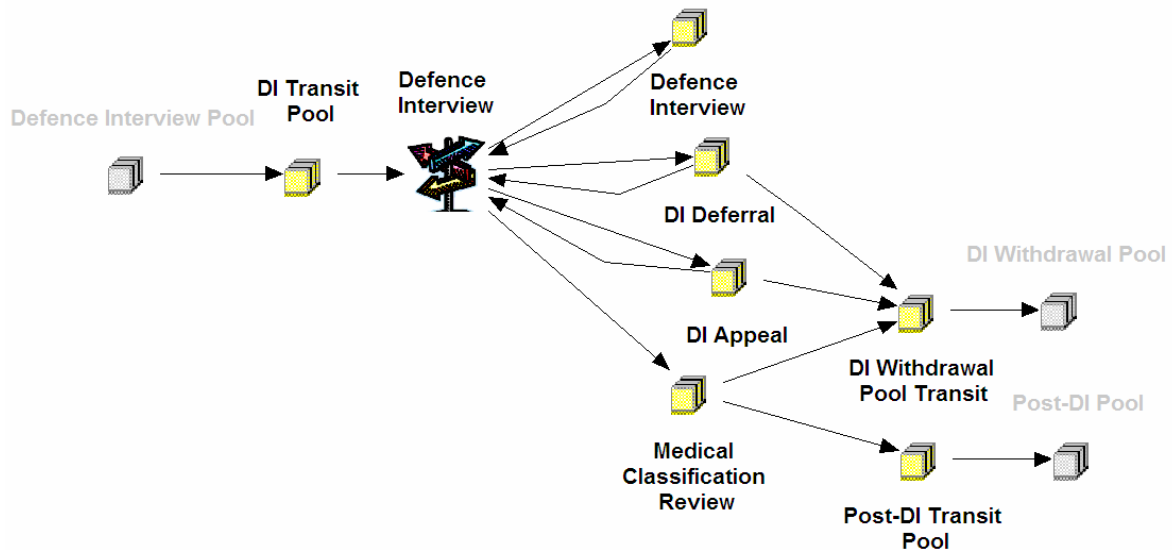 Defence Interview Pool
DI Transit
Pool
Defence
Interview
Defence
Interview
DI Deferral
DI Appeal
Medical
Classification
Review
DI Withdrawal Pool
DI Withdrawal
Pool Transit
Post-DI Pool
Post-DI Transit
Pool